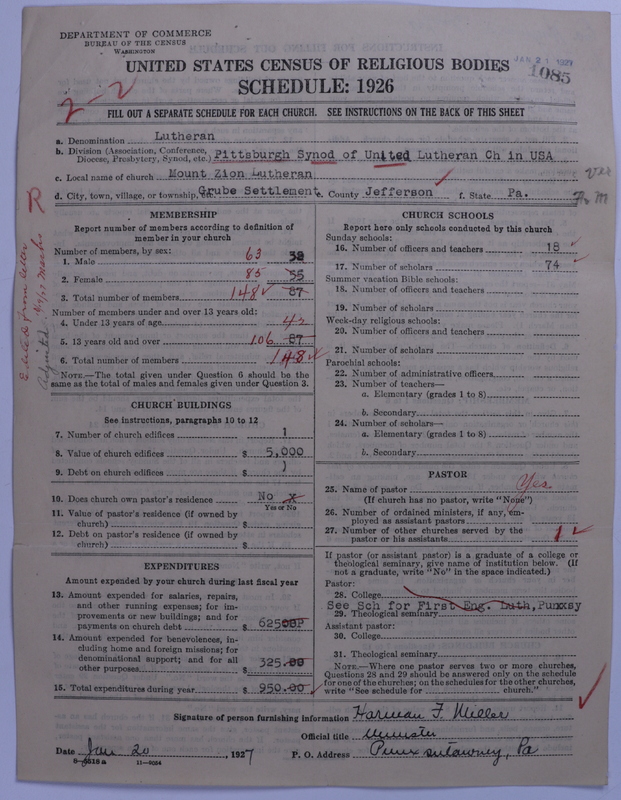 DEPARTMENT OF COMMERCE
BUREAU OF THE CENSUS
WASHINGTON
JAN 21 1927
1085
UNITED STATES CENSUS OF RELIGIOUS BODIES
SCHEDULE: 1926
2-2
FILL OUT A SEPARATE SCHEDULE FOR EACH CHURCH. SEE INSTRUCTIONS ON THE BACK OF THIS SHEET
a. Denomination Lutheran
b. Division (Association, Conference, Diocese, Presbytery, Synod, etc.) Pittsburgh Synod of United Lutheran Ch in USA
c. Local name of church Mount Zion Lutheran
d. City, town, village, or township, etc. Grube Settlement e. County Jefferson f. State Pa.
R
MEMBERSHIP
Report number of members according to definition of
member in your church
Number of members, by sex:
1. Male 63 32
2. Female 85 55
3. Total number of members 148 87
Number of members under and over 13 years old:
4. Under 13 years of age 42
5. 13 years old and over 106 87
6. Total number of members 148
NOTE.—The total given under Question 6 should be the
same as the total of males and females given under Question 3.
CHURCH BUILDINGS
See instructions, paragraphs 10 to 12
7. Number of church edifices 1
8. Value of church edifices $ 5,000
9. Debt on church edifices $ )
10. Does church own pastor's residence No x
Yes or No
11. Value of pastor's residence (if owned by
church) $
12. Debt on pastor's residence (if owned by
church) $
EXPENDITURES
Amount expended by your church during last fiscal year
13. Amount expended for salaries, repairs,
and other running expenses; for im-
provements or new buildings; and for
payments on church debt $ 625
14. Amount expended for benevolences, in-
cluding home and foreign missions; for
denominational support; and for all
other purposes $ 325.00
15. Total expenditures during year $ 950.00
CHURCH SCHOOLS
Report here only schools conducted by this church
Sunday schools:
16. Number of officers and teachers 18
17. Number of scholars 74
Summer vacation Bible schools:
18. Number of officers and teachers
19. Number of scholars
Week-day religious schools:
20. Number of officers and teachers
21. Number of scholars
Parochial schools:
22. Number of administrative officers
23. Number of teachers—
a. Elementary (grades 1 to 8)
b. Secondary
24. Number of scholars—
a. Elementary (grades 1 to 8)
b. Secondary
PASTOR
25. Name of pastor Yes
(If church has no pastor, write "None")
26. Number of ordained ministers, if any, em-
ployed as assistant pastors
27. Number of other churches served by the
pastor or his assistants 1
If pastor (or assistant pastor) is a graduate of a college or
theological seminary, give name of institution below. (If
not a graduate, write "No" in the space indicated.)
Pastor:
28. College
See Sch for First Eng. Luth, Punxsy
29. Theological seminary
Assistant pastor:
30. College
31. Theological seminary
NOTE.—Where one pastor serves two or more churches,
Questions 28 and 29 should be answered only on the schedule
for one of the churches; on the schedules for the other churches,
write "See schedule for church."
Signature of person furnishing information Harman F. Miller
Official title Minister
Date Jan 20, 1927 P. O. Address Punxsutawney, Pa
8-5518a 11-9034